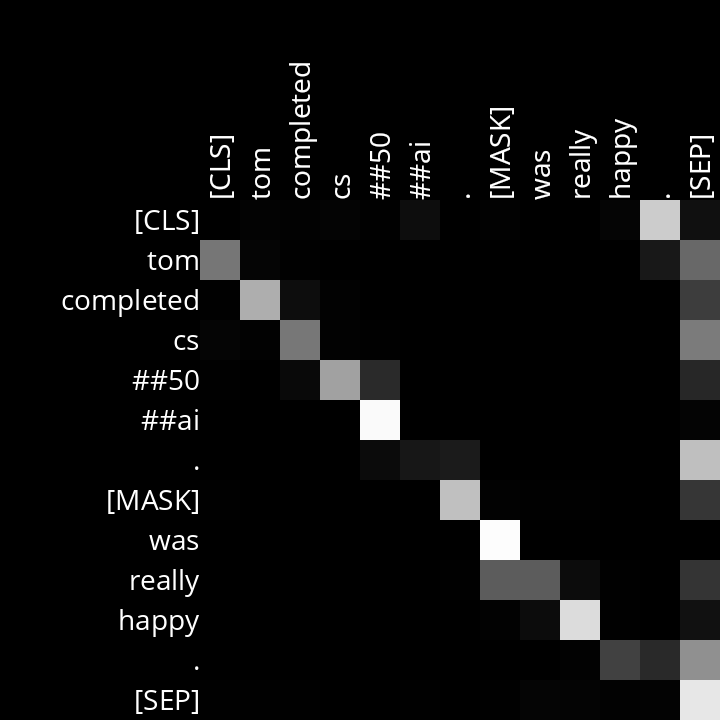 [CLS]
tom
completed
cs
##50
##ai
.
[MASK]
was
really
happy
.
[SEP]
[CLS]
tom
completed
cs
##50
##ai
.
[MASK]
was
really
happy
.
[SEP]